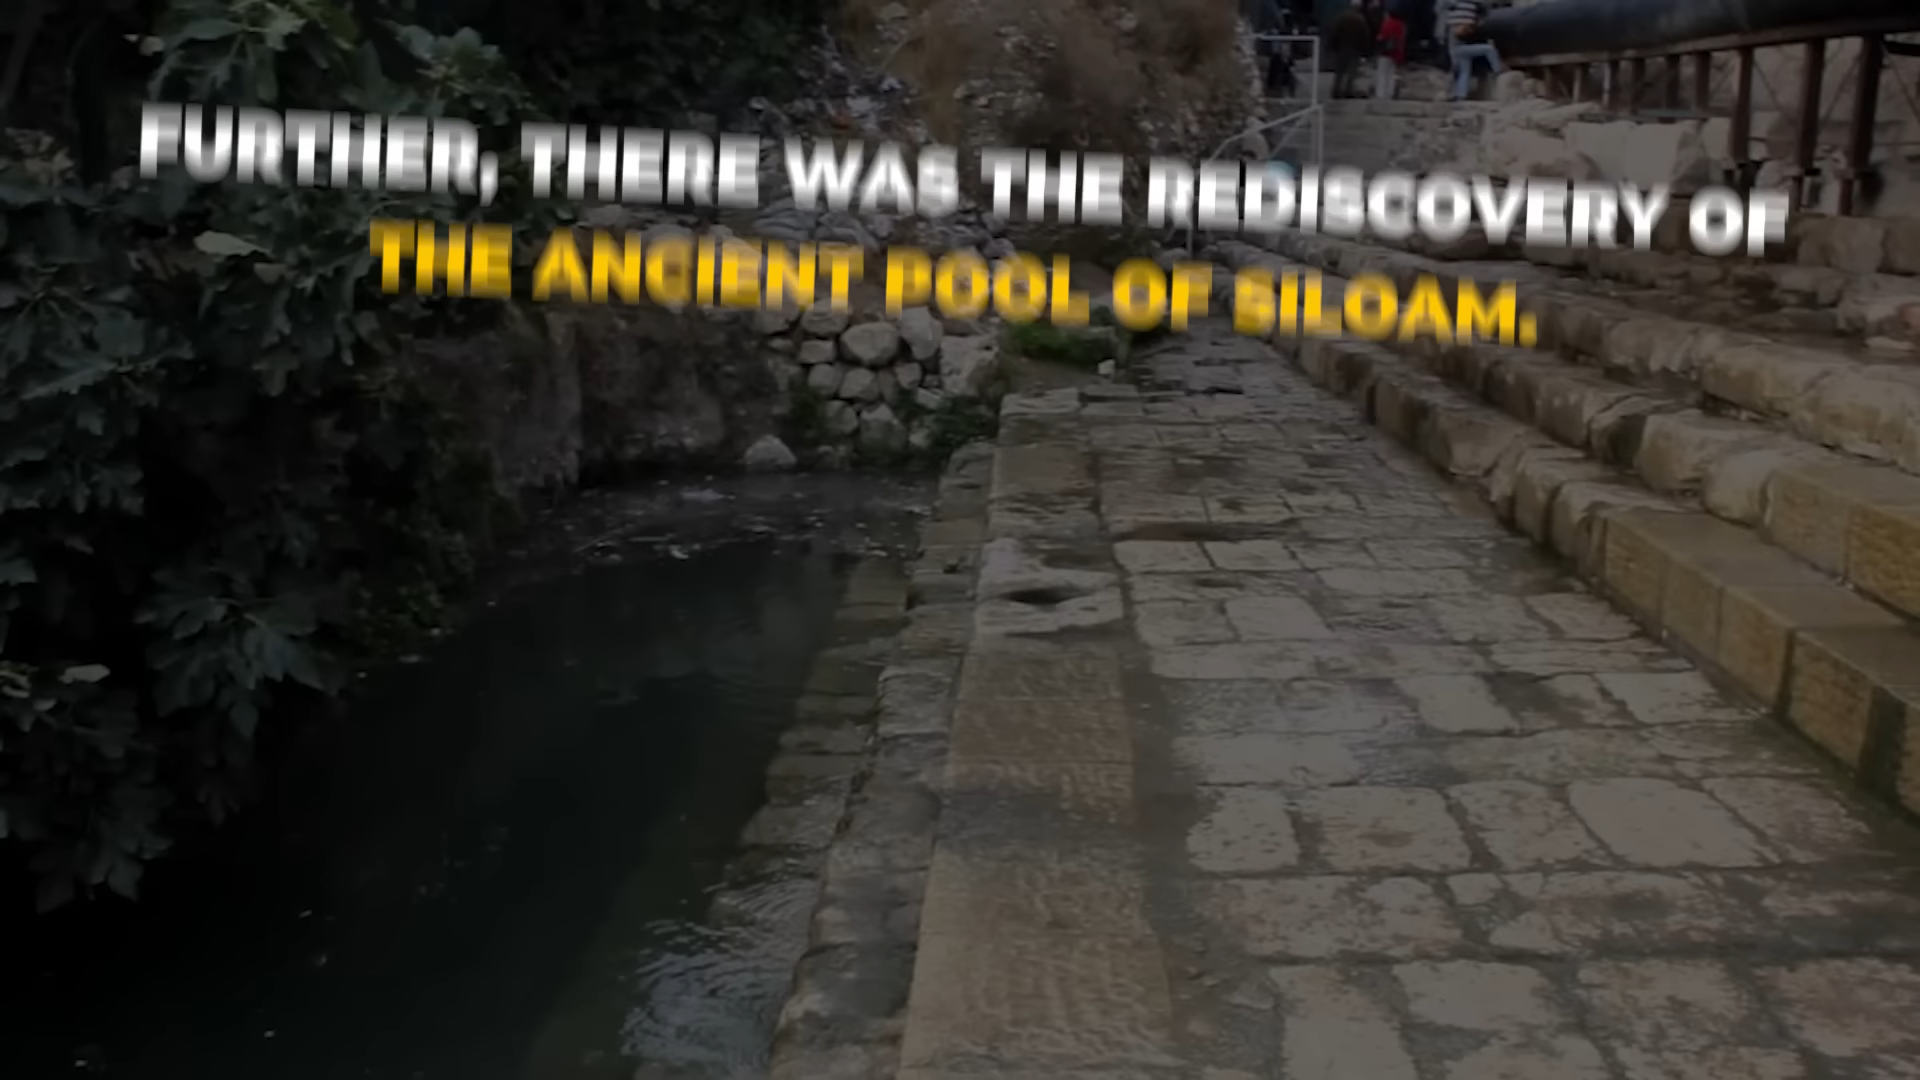 FURTHER, THERE WAS THE REDISCOVERY OF
THE ANCIENT POOL OF SILOAM.